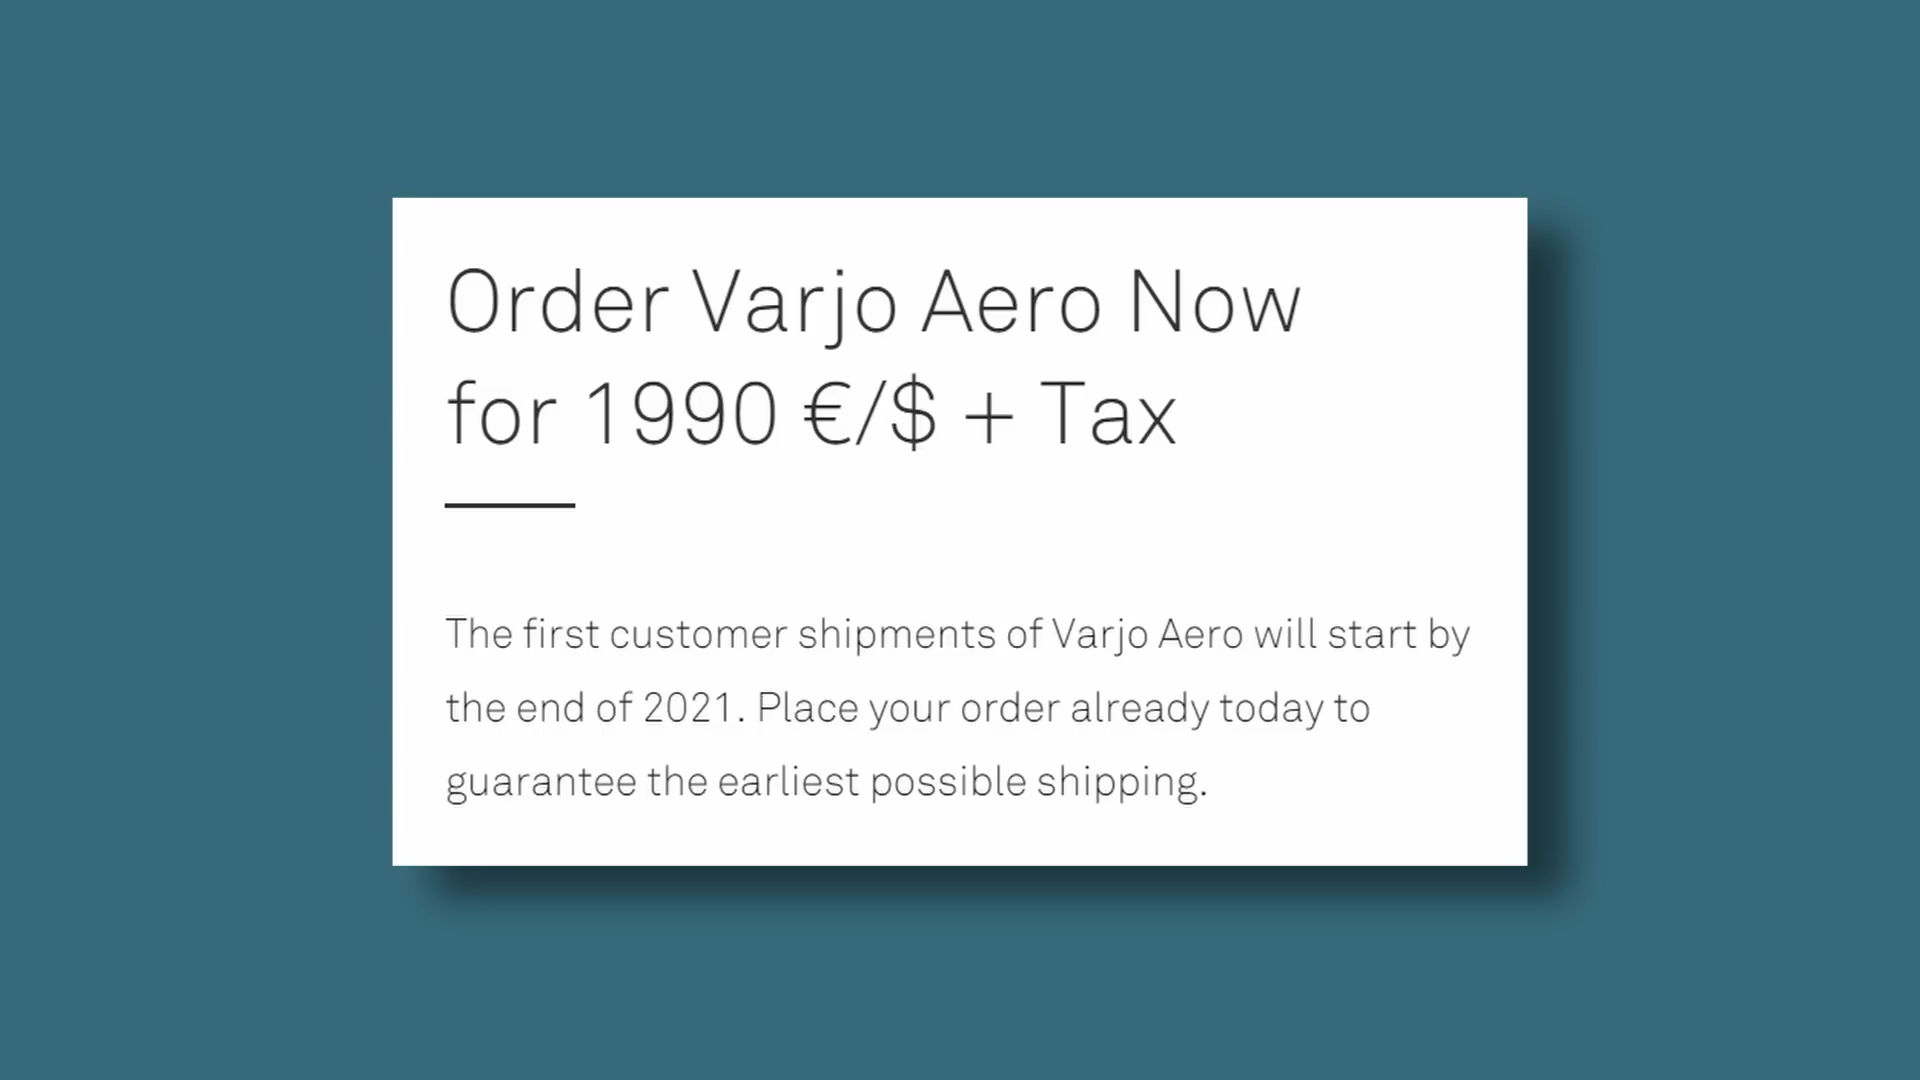 Order Varjo Aero Now
for 1990 €/$ + Tax
The first customer shipments of Varjo Aero will start by
the end of 2021. Place your order already today to
guarantee the earliest possible shipping.